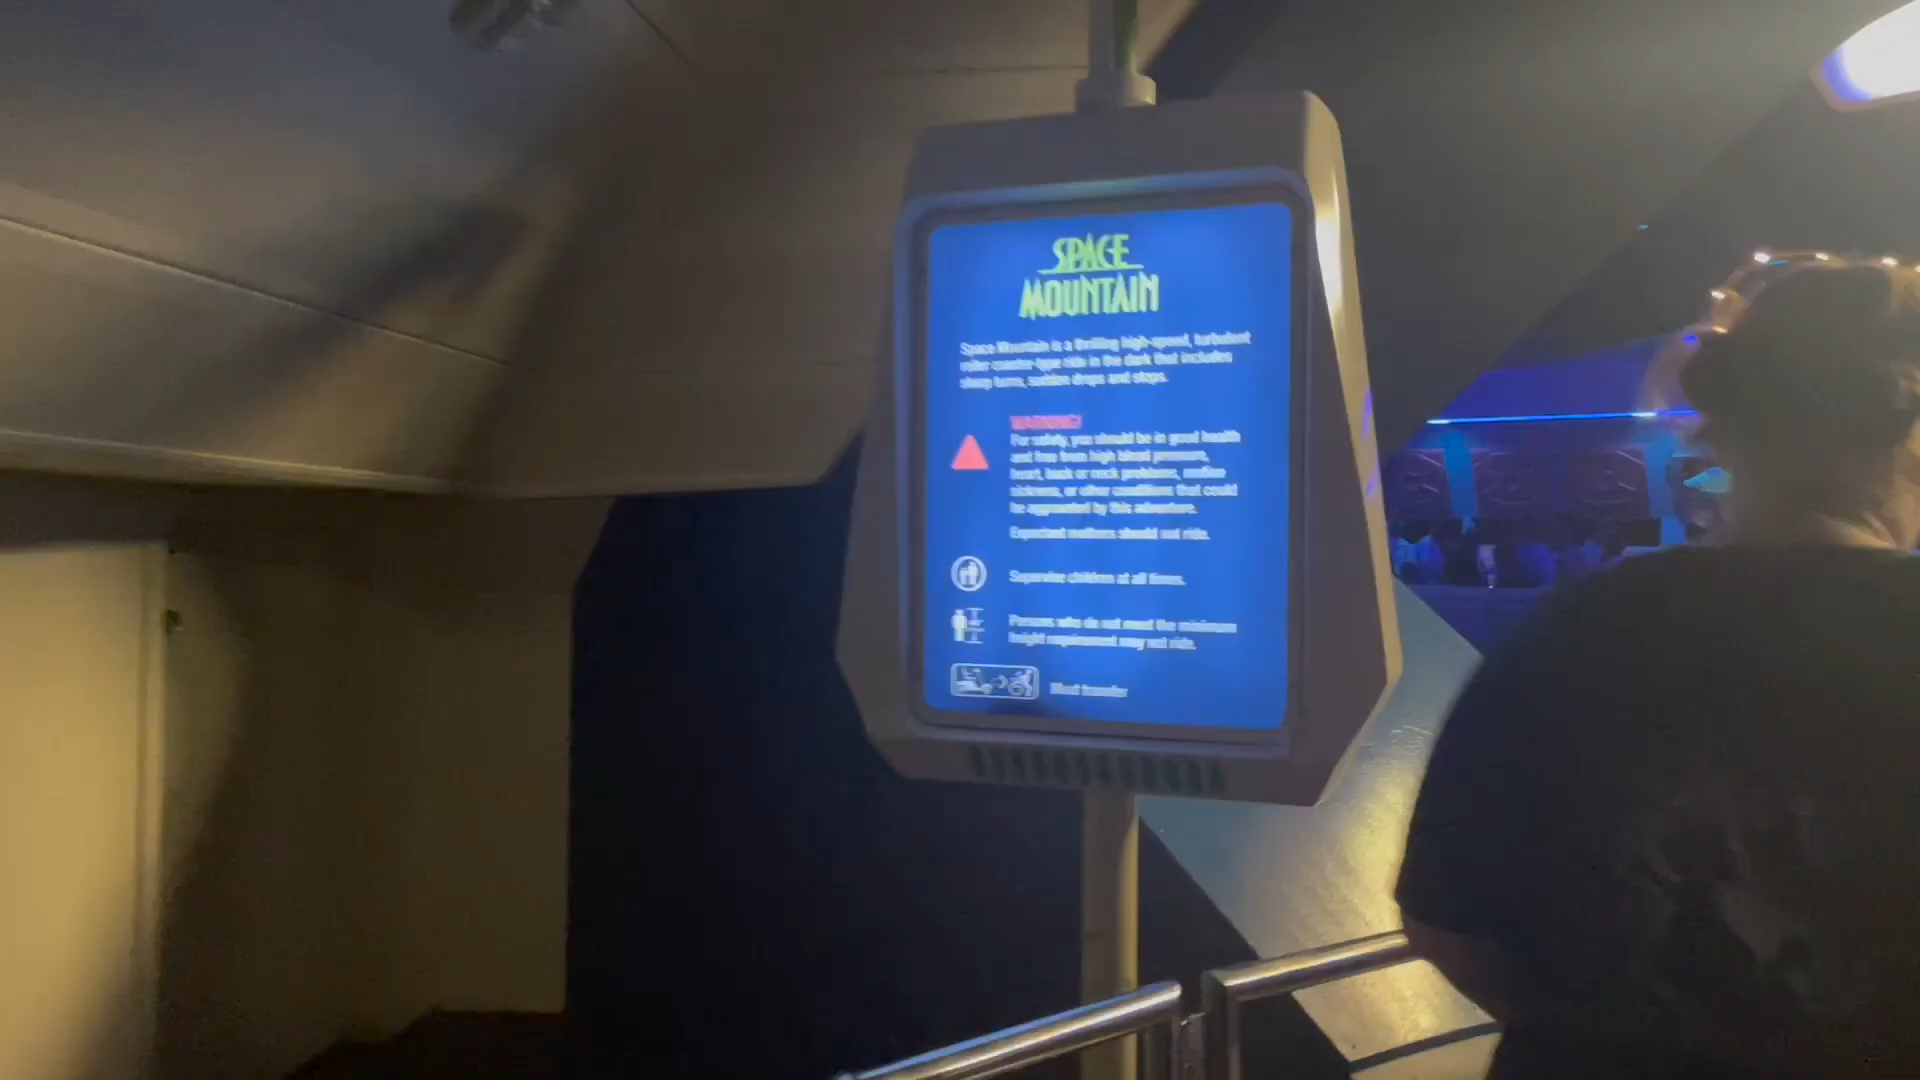 SPACE
MOUNTAIN
Space Mountain is a thrilling high-speed, turbulent
roller coaster-type ride in the dark that includes
sharp turns, sudden drops and stops.
WARNING!
For safety, you should be in good health
and free from high blood pressure,
heart, back or neck problems, motion
sickness, or other conditions that could
be aggravated by this adventure.
Expectant mothers should not ride.
Supervise children at all times.
Persons who do not meet the minimum
height requirement may not ride.
Must transfer